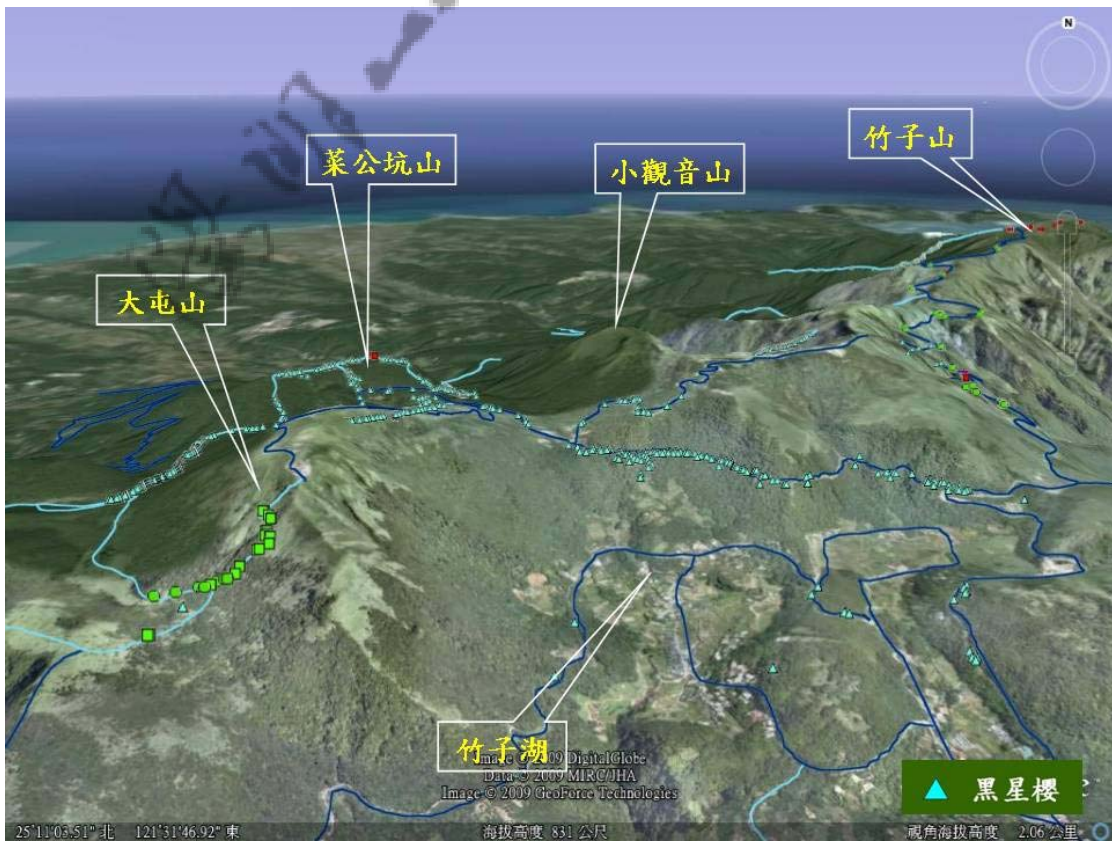 N
竹子山
菜公坑山
小觀音山
大屯山
竹子湖
Image © 2009 DigitalGlobe
Data © 2009 MIRC/JHA
Image © 2009 GeoForce Technologies
黑星櫻
25°11'03.51" 北 121°31'46.92" 東 海拔高度 831 公尺 視角海拔高度 2.06 公里